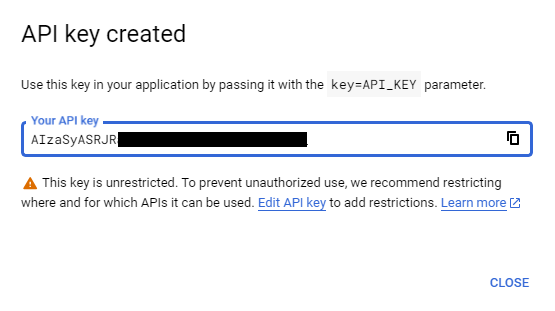 API key created
Use this key in your application by passing it with the key=API_KEY parameter.
Your API key
AIzaSyASRJR
This key is unrestricted. To prevent unauthorized use, we recommend restricting
where and for which APIs it can be used. Edit API key to add restrictions. Learn more
CLOSE